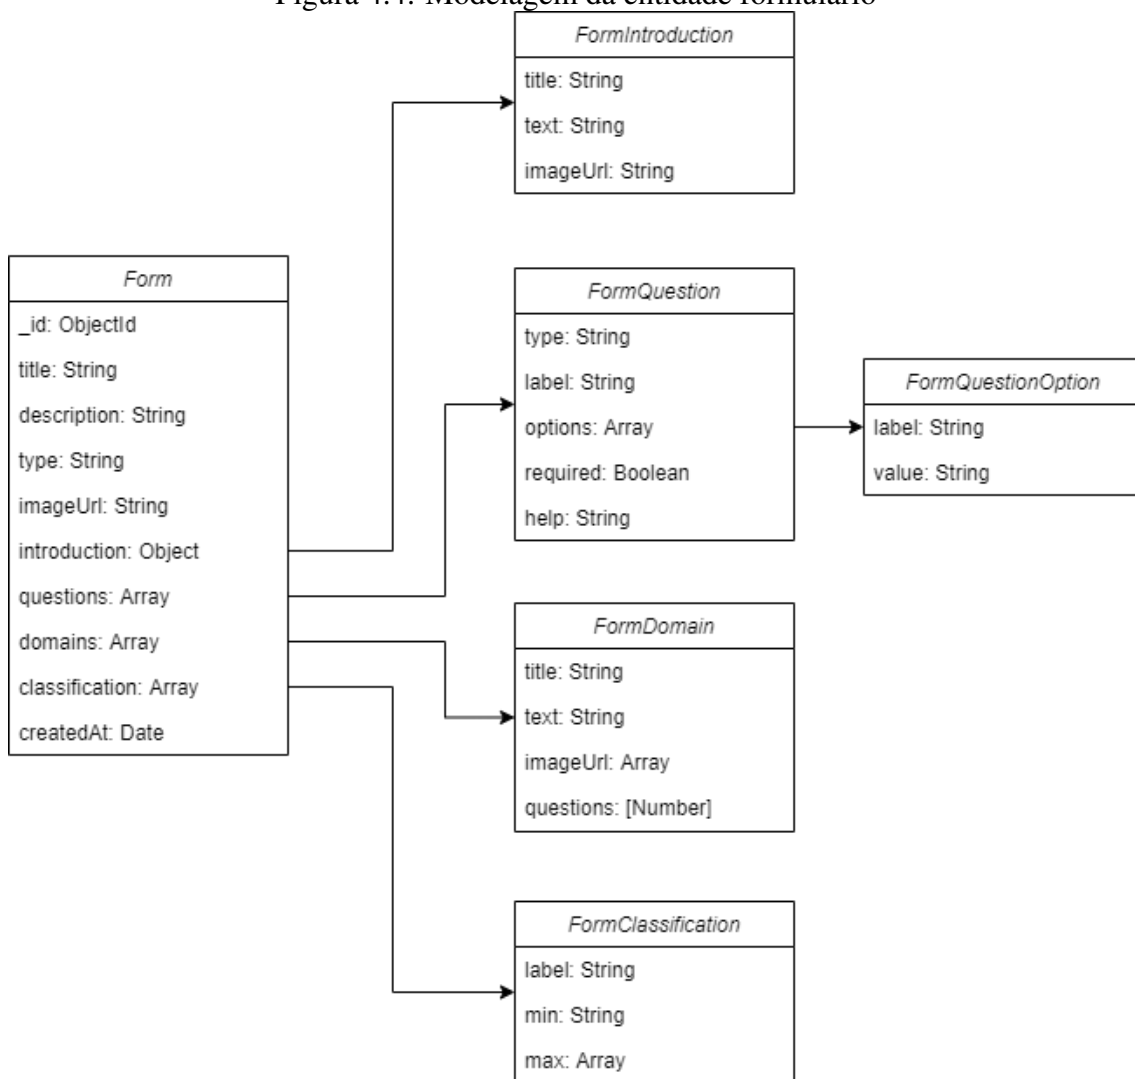 Figura 4.4: Modelagem da entidade formulário
FormIntroduction
title: String
text: String
imageUrl: String
Form
_id: ObjectId
title: String
description: String
type: String
imageUrl: String
introduction: Object
questions: Array
domains: Array
classification: Array
createdAt: Date
FormQuestion
type: String
label: String
options: Array
required: Boolean
help: String
FormQuestionOption
label: String
value: String
FormDomain
title: String
text: String
imageUrl: Array
questions: [Number]
FormClassification
label: String
min: String
max: Array